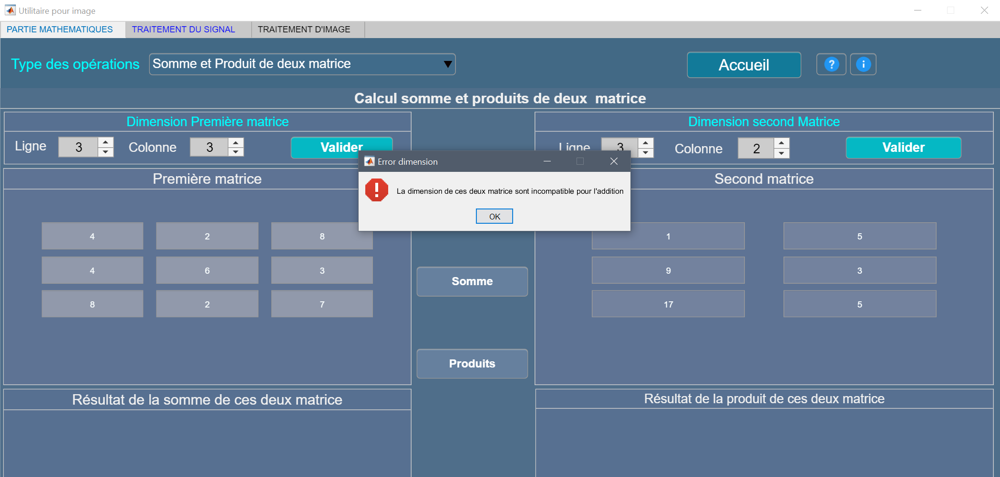 Utilitaire pour image
PARTIE MATHEMATIQUES TRAITEMENT DU SIGNAL TRAITEMENT D'IMAGE
Type des opérations Somme et Produit de deux matrice Accueil ? i
Calcul somme et produits de deux matrice
Dimension Première matrice Dimension second Matrice
Ligne 3 Colonne 3 Valider Ligne 3 Colonne 2 Valider
Error dimension
La dimension de ces deux matrice sont incompatible pour l'addition
OK
Première matrice Second matrice
4 2 8 1 5
4 6 3 9 3
8 2 7 17 5
Somme
Produits
Résultat de la somme de ces deux matrice Résultat de la produit de ces deux matrice